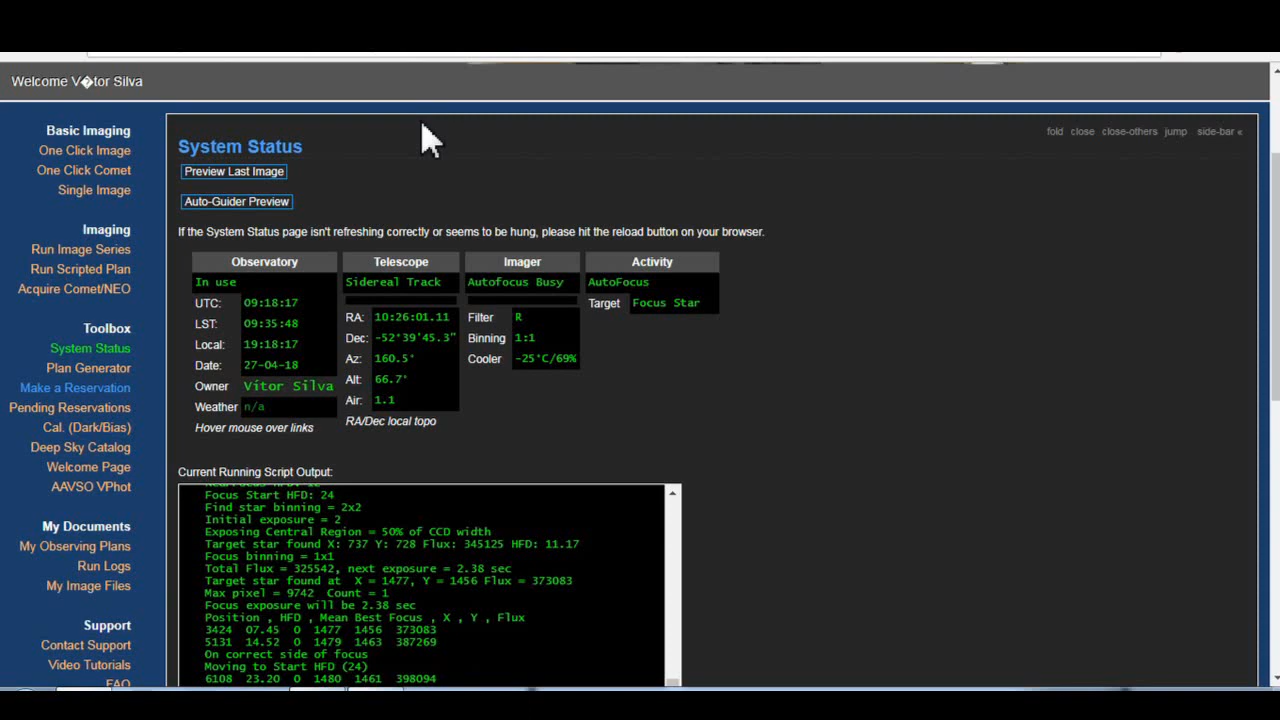 Welcome V�tor Silva
Basic Imaging
One Click Image
One Click Comet
Single Image
Imaging
Run Image Series
Run Scripted Plan
Acquire Comet/NEO
Toolbox
System Status
Plan Generator
Make a Reservation
Pending Reservations
Cal. (Dark/Bias)
Deep Sky Catalog
Welcome Page
AAVSO VPhot
My Documents
My Observing Plans
Run Logs
My Image Files
Support
Contact Support
Video Tutorials
FAQ
fold close close-others jump side-bar «
System Status
Preview Last Image
Auto-Guider Preview
If the System Status page isn't refreshing correctly or seems to be hung, please hit the reload button on your browser.
Observatory Telescope Imager Activity
In use Sidereal Track Autofocus Busy AutoFocus
UTC: 09:18:17
LST: 09:35:48
Local: 19:18:17
Date: 27-04-18
Owner Vítor Silva
Weather n/a
Hover mouse over links
RA: 10:26:01.11
Dec: -52°39'45.3"
Az: 160.5°
Alt: 66.7°
Air: 1.1
RA/Dec local topo
Filter R
Binning 1:1
Cooler -25°C/69%
Target Focus Star
Current Running Script Output:
Focus Start HFD: 24
Find star binning = 2x2
Initial exposure = 2
Exposing Central Region = 50% of CCD width
Target star found X: 737 Y: 728 Flux: 345125 HFD: 11.17
Focus binning = 1x1
Total Flux = 325542, next exposure = 2.38 sec
Target star found at X = 1477, Y = 1456 Flux = 373083
Max pixel = 9742 Count = 1
Focus exposure will be 2.38 sec
Position , HFD , Mean Best Focus , X , Y , Flux
3424 07.45 0 1477 1456 373083
5131 14.52 0 1479 1463 387269
On correct side of focus
Moving to Start HFD (24)
6108 23.20 0 1480 1461 398094